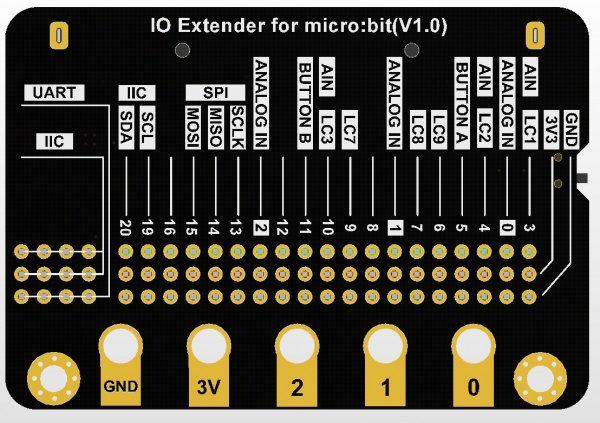 IO Extender for micro:bit(V1.0)
UART
IIC
IIC
SDA
SCL
SPI
MOSI
MISO
SCLK
ANALOG IN
BUTTON B
AIN
LC3
LC7
ANALOG IN
LC8
LC9
BUTTON A
AIN
LC2
ANALOG IN
AIN
LC1
3V3
GND
20 19 16 15 14 13 2 12 11 10 9 8 1 7 6 5 4 0 3
GND 3V 2 1 0